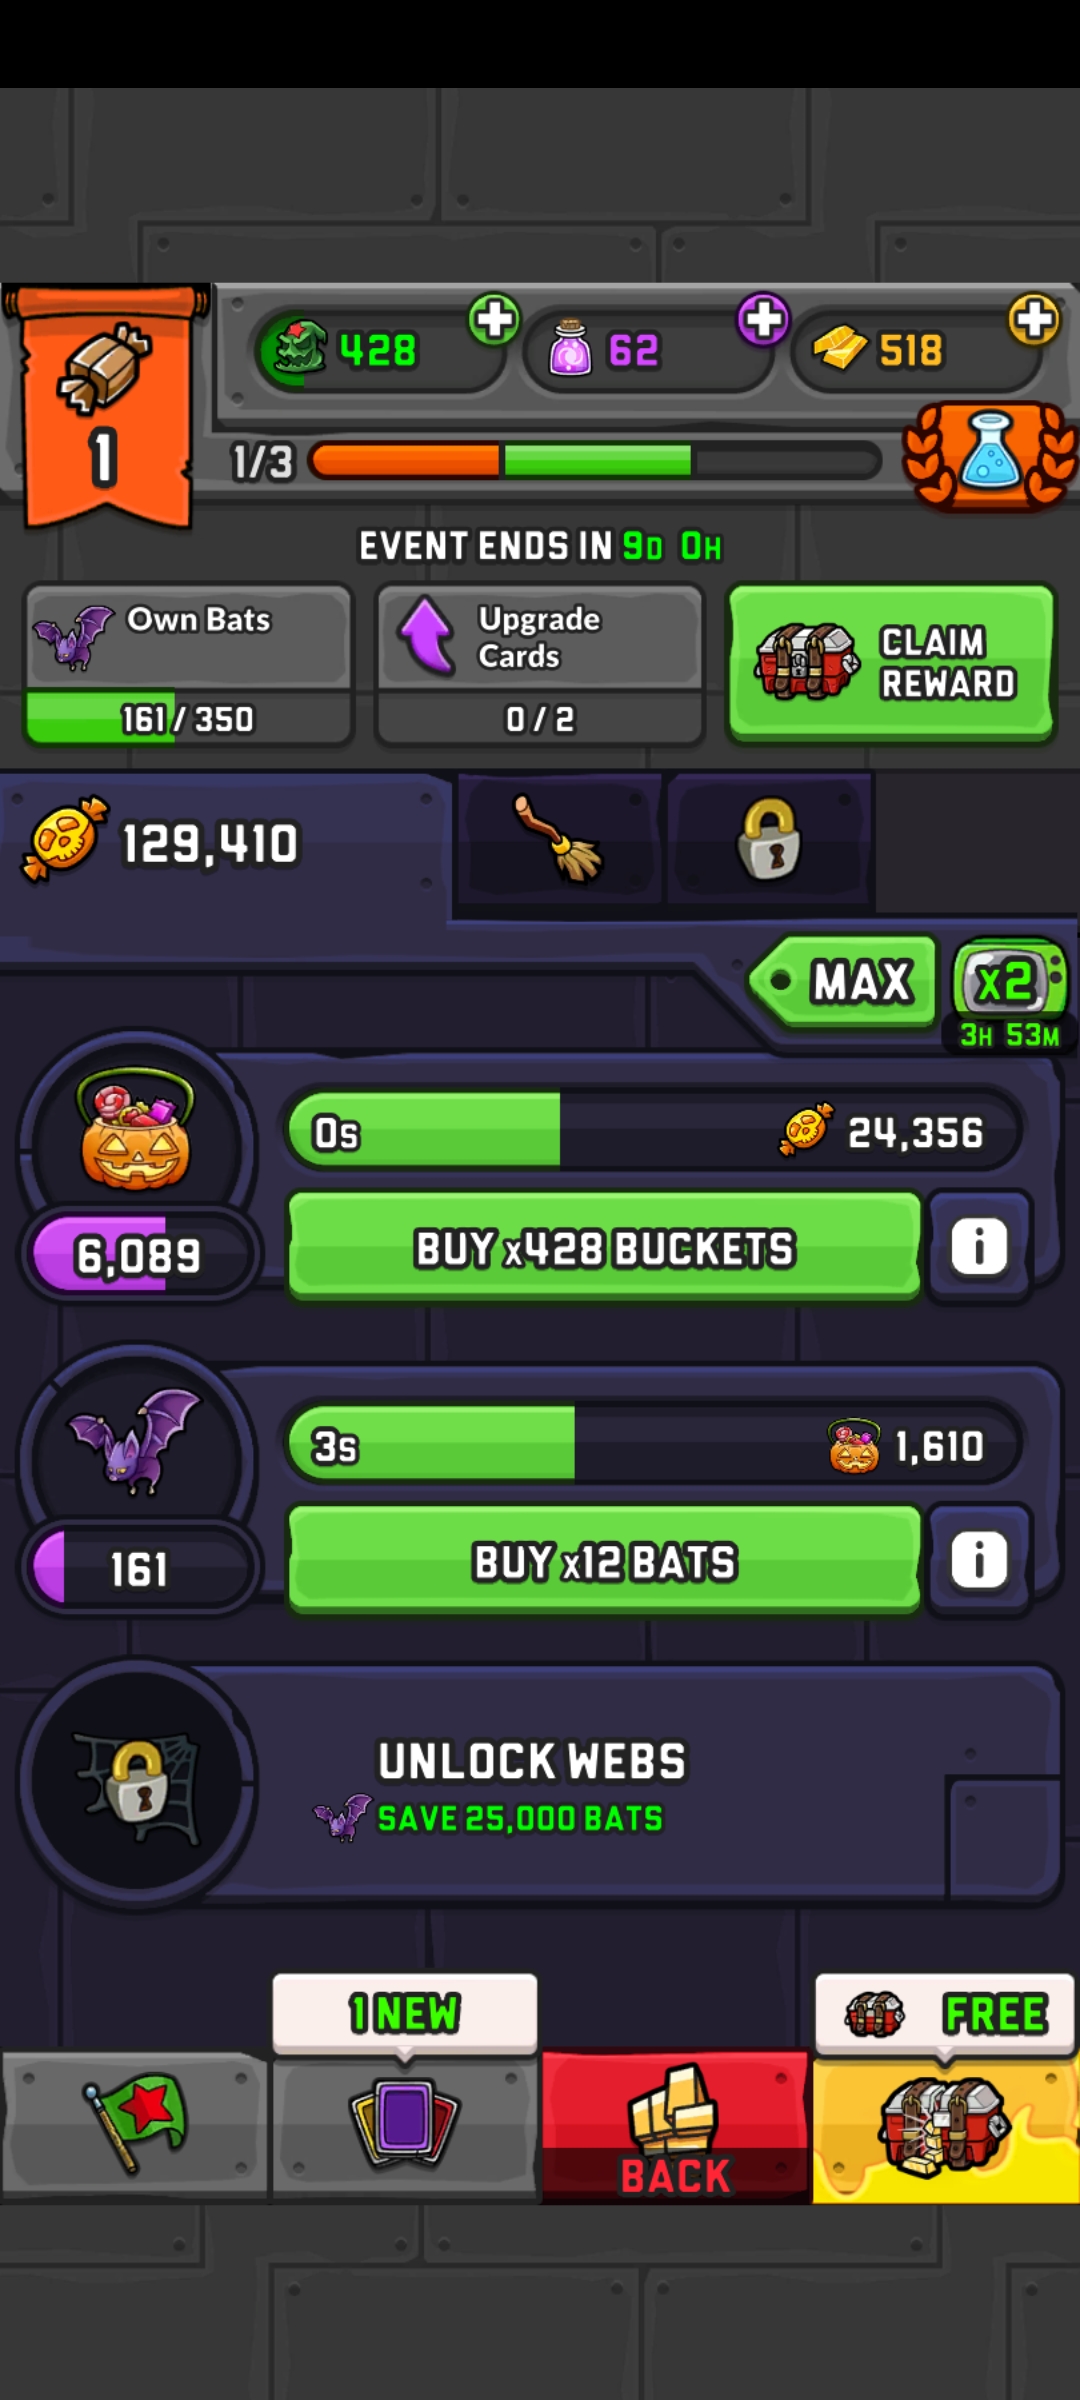 428
62
518
1
1/3
EVENT ENDS IN 9D 0H
Own Bats
161 / 350
Upgrade
Cards
0 / 2
CLAIM
REWARD
129,410
MAX
x2
3H 53M
0s
24,356
6,089
BUY x428 BUCKETS
i
3s
1,610
161
BUY x12 BATS
i
UNLOCK WEBS
SAVE 25,000 BATS
1 NEW
FREE
BACK